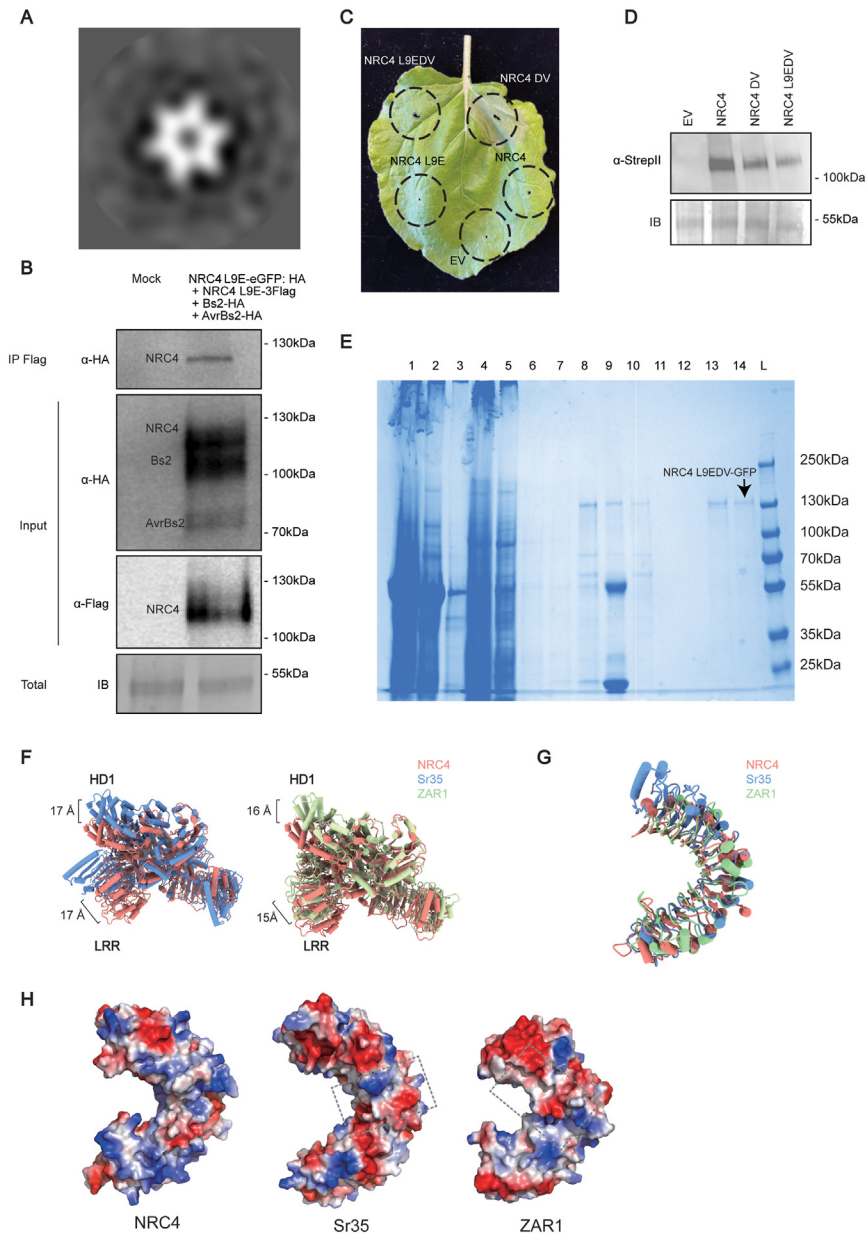 A
B
Mock
NRC4 L9E-eGFP: HA
+ NRC4 L9E-3Flag
+ Bs2-HA
+ AvrBs2-HA
IP Flag
α-HA
NRC4
- 130kDa
Input
α-HA
NRC4
Bs2
AvrBs2
- 130kDa
- 100kDa
- 70kDa
α-Flag
NRC4
- 130kDa
- 100kDa
Total
IB
- 55kDa
C
NRC4 L9EDV
NRC4 DV
NRC4 L9E
NRC4
EV
D
EV
NRC4
NRC4 DV
NRC4 L9EDV
α-StrepII
- 100kDa
IB
- 55kDa
E
1 2 3 4 5 6 7 8 9 10 11 12 13 14 L
NRC4 L9EDV-GFP
250kDa
130kDa
100kDa
70kDa
55kDa
35kDa
25kDa
F
HD1
17 Å
17 Å
LRR
HD1
16 Å
15Å
LRR
NRC4
Sr35
ZAR1
G
NRC4
Sr35
ZAR1
H
NRC4
Sr35
ZAR1